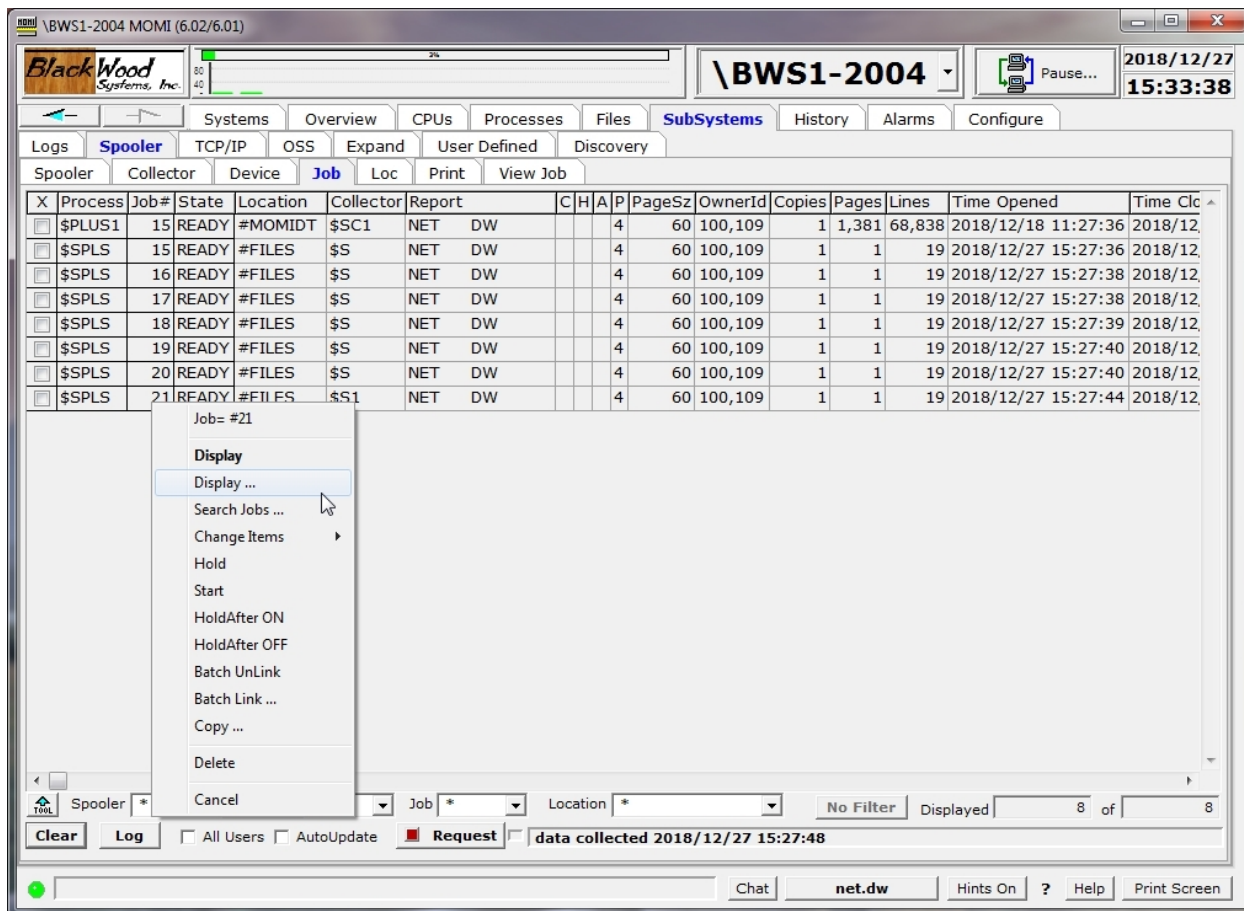 \BWS1-2004 MOMI (6.02/6.01)
BlackWood
Systems, Inc.
3%
80
40
\BWS1-2004
Pause...
2018/12/27
15:33:38
Systems Overview CPUs Processes Files SubSystems History Alarms Configure
Logs Spooler TCP/IP OSS Expand User Defined Discovery
Spooler Collector Device Job Loc Print View Job
X Process Job# State Location Collector Report C H A P PageSz OwnerId Copies Pages Lines Time Opened Time Clo
$PLUS1 15 READY #MOMIDT $SC1 NET DW 4 60 100,109 1 1,381 68,838 2018/12/18 11:27:36 2018/12/
$SPLS 15 READY #FILES $S NET DW 4 60 100,109 1 1 19 2018/12/27 15:27:36 2018/12/
$SPLS 16 READY #FILES $S NET DW 4 60 100,109 1 1 19 2018/12/27 15:27:38 2018/12/
$SPLS 17 READY #FILES $S NET DW 4 60 100,109 1 1 19 2018/12/27 15:27:38 2018/12/
$SPLS 18 READY #FILES $S NET DW 4 60 100,109 1 1 19 2018/12/27 15:27:39 2018/12/
$SPLS 19 READY #FILES $S NET DW 4 60 100,109 1 1 19 2018/12/27 15:27:40 2018/12/
$SPLS 20 READY #FILES $S NET DW 4 60 100,109 1 1 19 2018/12/27 15:27:40 2018/12/
$SPLS 21 READY #FILES $S1 NET DW 4 60 100,109 1 1 19 2018/12/27 15:27:44 2018/12/
Job= #21
Display
Display ...
Search Jobs ...
Change Items
Hold
Start
HoldAfter ON
HoldAfter OFF
Batch UnLink
Batch Link ...
Copy ...
Delete
Cancel
TOOL Spooler * Job * Location * No Filter Displayed 8 of 8
Clear Log All Users AutoUpdate Request data collected 2018/12/27 15:27:48
Chat net.dw Hints On ? Help Print Screen